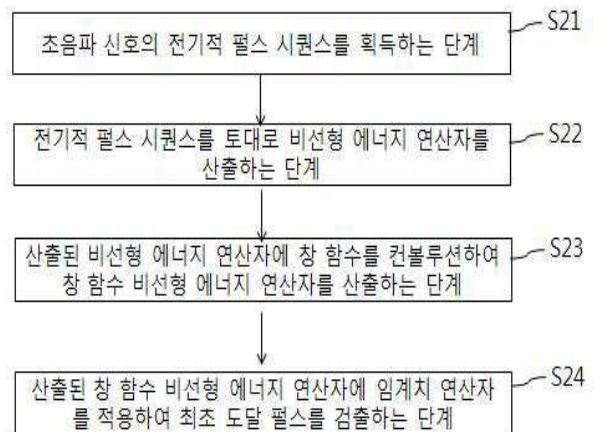 초음파 신호의 전기적 펄스 시퀀스를 획득하는 단계
S21
전기적 펄스 시퀀스를 토대로 비선형 에너지 연산자를
산출하는 단계
S22
산출된 비선형 에너지 연산자에 창 함수를 컨볼루션하여
창 함수 비선형 에너지 연산자를 산출하는 단계
S23
산출된 창 함수 비선형 에너지 연산자에 임계치 연산자
를 적용하여 최초 도달 펄스를 검출하는 단계
S24